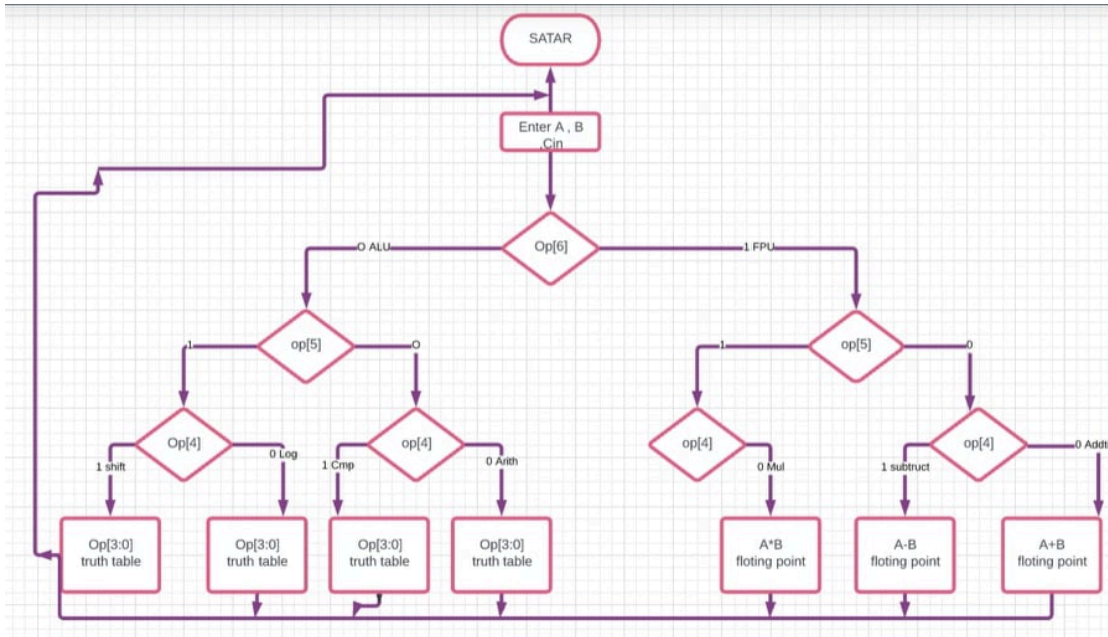 SATAR
Enter A , B
,Cin
Op[6]
O ALU
1 FPU
op[5]
op[5]
1
O
1
0
Op[4]
op[4]
op[4]
op[4]
1 shift
0 Log
1 Cmp
0 Arith
0 Mul
1 subtruct
0 Addt
Op[3:0]
truth table
Op[3:0]
truth table
Op[3:0]
truth table
Op[3:0]
truth table
A*B
floting point
A-B
floting point
A+B
floting point